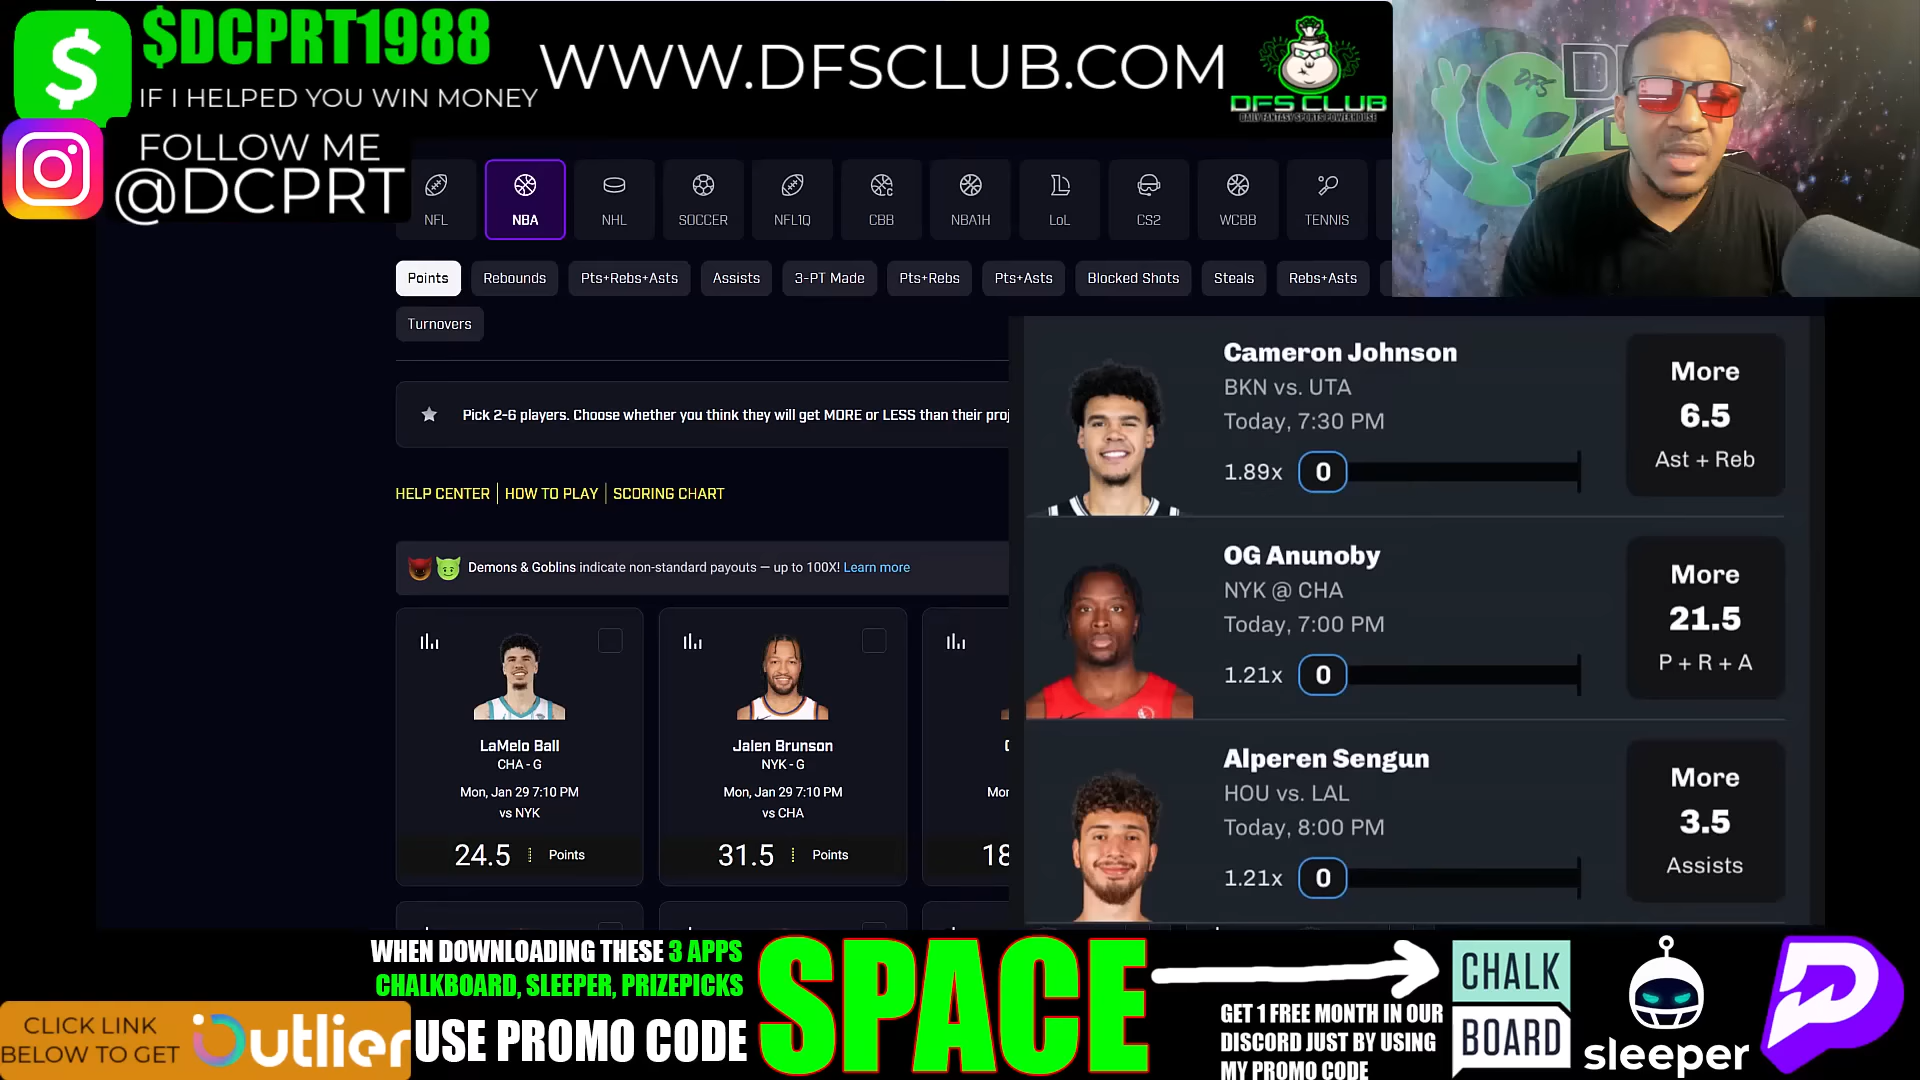 $DCPRT1988
IF I HELPED YOU WIN MONEY
WWW.DFSCLUB.COM
DFS CLUB
DAILY FANTASY SPORTS POWERHOUSE
FOLLOW ME
@DCPRT
DFS
NFL
NBA
NHL
SOCCER
NFL1Q
CBB
NBA1H
LoL
CS2
WCBB
TENNIS
Points
Rebounds
Pts+Rebs+Asts
Assists
3-PT Made
Pts+Rebs
Pts+Asts
Blocked Shots
Steals
Rebs+Asts
Turnovers
Pick 2-6 players. Choose whether you think they will get MORE or LESS than their proj
HELP CENTER
HOW TO PLAY
SCORING CHART
Demons & Goblins indicate non-standard payouts — up to 100X! Learn more
LaMelo Ball
CHA - G
Mon, Jan 29 7:10 PM
vs NYK
24.5 Points
Jalen Brunson
NYK - G
Mon, Jan 29 7:10 PM
vs CHA
31.5 Points
Mon
18
Cameron Johnson
BKN vs. UTA
Today, 7:30 PM
1.89x 0
More
6.5
Ast + Reb
OG Anunoby
NYK @ CHA
Today, 7:00 PM
1.21x 0
More
21.5
P + R + A
Alperen Sengun
HOU vs. LAL
Today, 8:00 PM
1.21x 0
More
3.5
Assists
WHEN DOWNLOADING THESE 3 APPS
CHALKBOARD, SLEEPER, PRIZEPICKS
USE PROMO CODE
SPACE
CLICK LINK
BELOW TO GET
Outlier
GET 1 FREE MONTH IN OUR
DISCORD JUST BY USING
MY PROMO CODE
CHALK
BOARD
sleeper